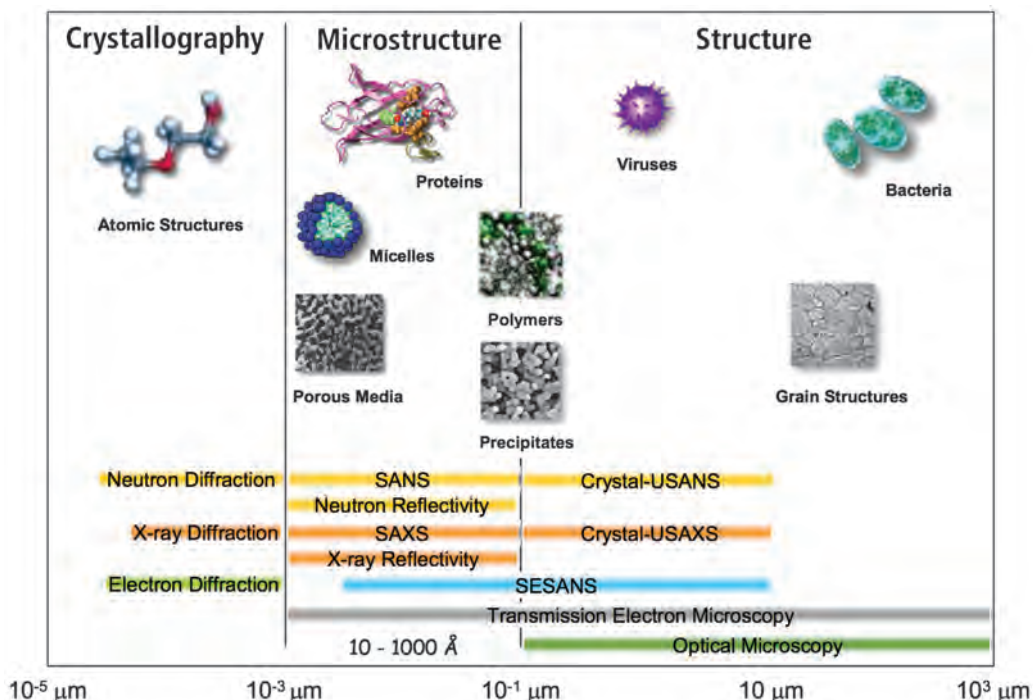 Crystallography
Microstructure
Structure
Proteins
Viruses
Bacteria
Atomic Structures
Micelles
Polymers
Porous Media
Grain Structures
Precipitates
Neutron Diffraction SANS Crystal-USANS
Neutron Reflectivity
X-ray Diffraction SAXS Crystal-USAXS
X-ray Reflectivity
Electron Diffraction SESANS
Transmission Electron Microscopy
10 - 1000 Å Optical Microscopy
10⁻⁵ µm 10⁻³ µm 10⁻¹ µm 10 µm 10³ µm